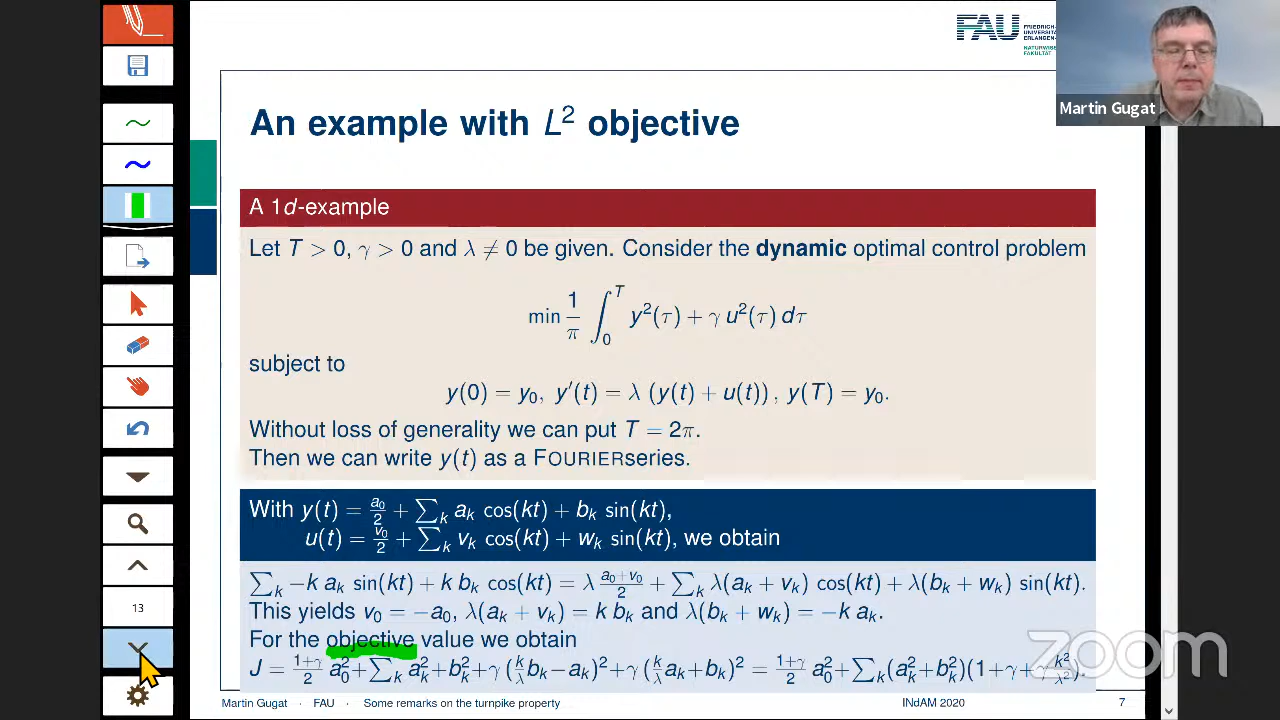 FAU
FRIEDRICH-
UNIVERSITÄ
ERLANGEN-
NATURWISS
FAKULTÄT
Martin Gugat
An example with L² objective
A 1d-example
Let T > 0, γ > 0 and λ ≠ 0 be given. Consider the dynamic optimal control problem
min 1/π ∫₀ᵀ y²(τ) + γ u²(τ) dτ
subject to
y(0) = y₀, y′(t) = λ (y(t) + u(t)), y(T) = y₀.
Without loss of generality we can put T = 2π.
Then we can write y(t) as a FOURIERseries.
With y(t) = a₀/2 + ∑ₖ aₖ cos(kt) + bₖ sin(kt),
u(t) = v₀/2 + ∑ₖ vₖ cos(kt) + wₖ sin(kt), we obtain
∑ₖ −k aₖ sin(kt) + k bₖ cos(kt) = λ (a₀+v₀)/2 + ∑ₖ λ(aₖ + vₖ) cos(kt) + λ(bₖ + wₖ) sin(kt).
This yields v₀ = −a₀, λ(aₖ + vₖ) = k bₖ and λ(bₖ + wₖ) = −k aₖ.
For the objective value we obtain
J = (1+γ)/2 a₀² + ∑ₖ aₖ² + bₖ² + γ (k/λ bₖ − aₖ)² + γ (k/λ aₖ + bₖ)² = (1+γ)/2 a₀² + ∑ₖ(aₖ² + bₖ²)(1 + γ + γ k²/λ²).
13
zoom
Martin Gugat · FAU · Some remarks on the turnpike property
INdAM 2020
7